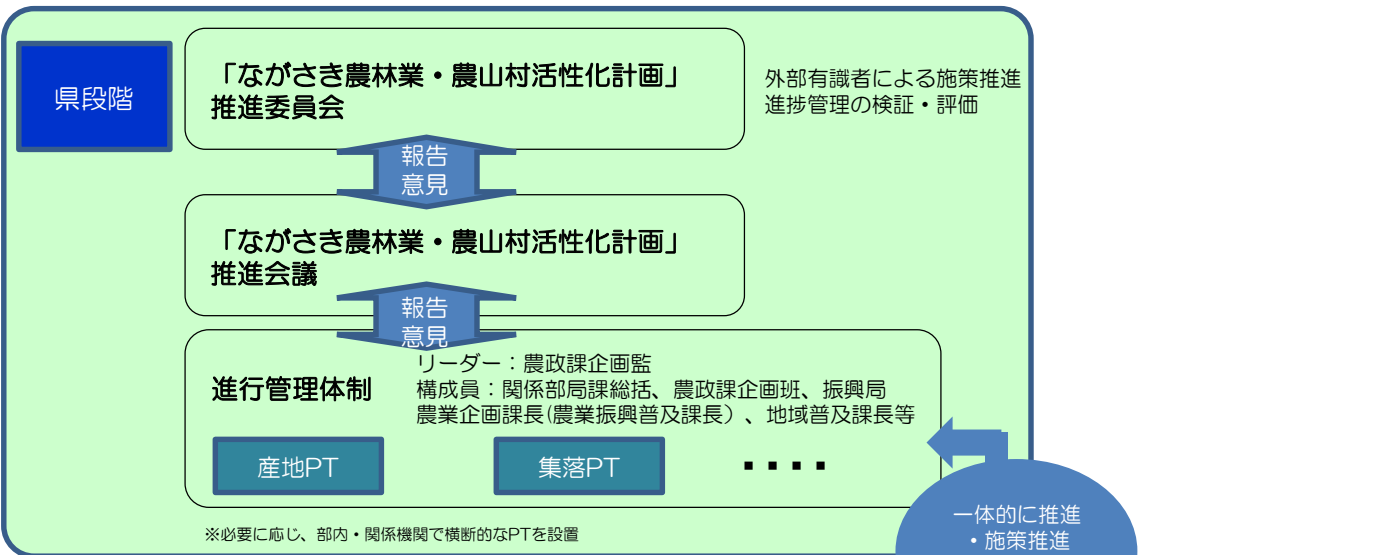 県段階
「ながさき農林業・農山村活性化計画」
推進委員会
外部有識者による施策推進
進捗管理の検証・評価
報告
意見
「ながさき農林業・農山村活性化計画」
推進会議
報告
意見
進行管理体制
リーダー：農政課企画監
構成員：関係部局課総括、農政課企画班、振興局
農業企画課長(農業振興普及課長）、地域普及課長等
産地PT
集落PT
・・・・
※必要に応じ、部内・関係機関で横断的なPTを設置
一体的に推進
・施策推進